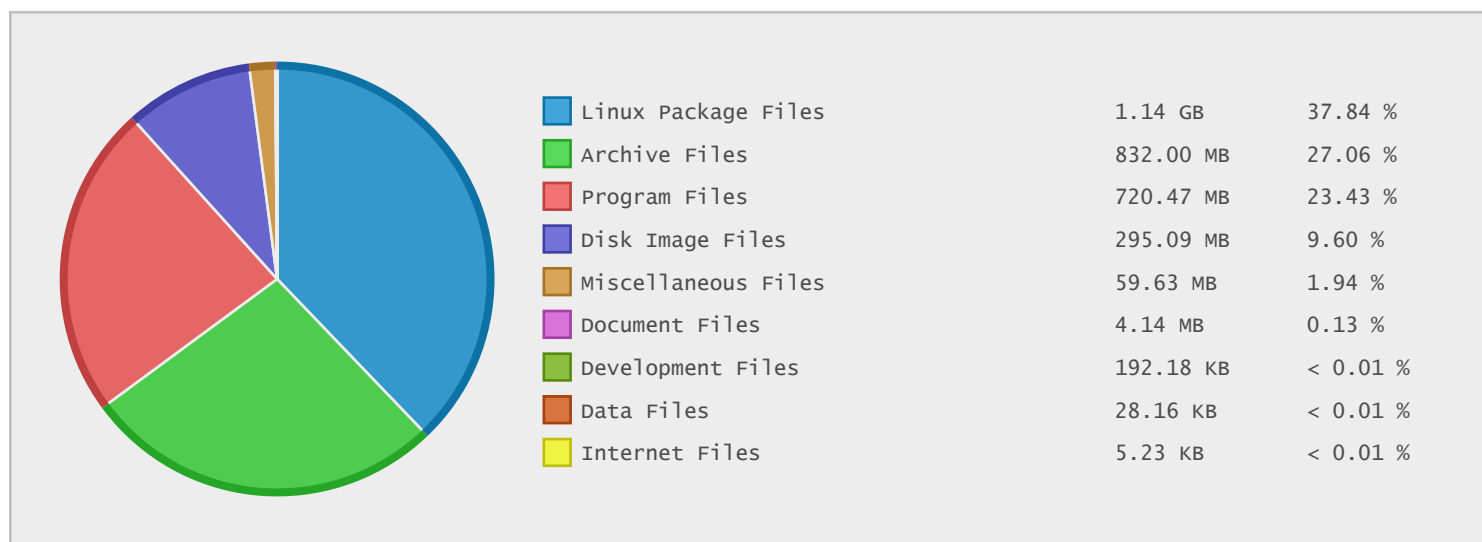 Linux Package Files 1.14 GB 37.84 %
Archive Files 832.00 MB 27.06 %
Program Files 720.47 MB 23.43 %
Disk Image Files 295.09 MB 9.60 %
Miscellaneous Files 59.63 MB 1.94 %
Document Files 4.14 MB 0.13 %
Development Files 192.18 KB < 0.01 %
Data Files 28.16 KB < 0.01 %
Internet Files 5.23 KB < 0.01 %